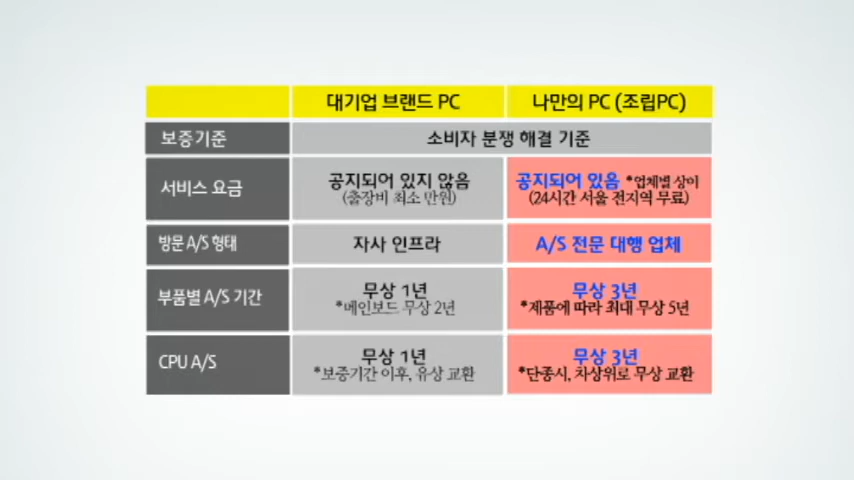 대기업 브랜드 PC
나만의 PC (조립PC)
보증기준
소비자 분쟁 해결 기준
서비스 요금
공지되어 있지 않음
(출장비 최소 만원)
공지되어 있음 *업체별 상이
(24시간 서울 전지역 무료)
방문 A/S 형태
자사 인프라
A/S 전문 대행 업체
부품별 A/S 기간
무상 1년
*메인보드 무상 2년
무상 3년
*제품에 따라 최대 무상 5년
CPU A/S
무상 1년
*보증기간 이후, 유상 교환
무상 3년
*단종시, 차상위로 무상 교환